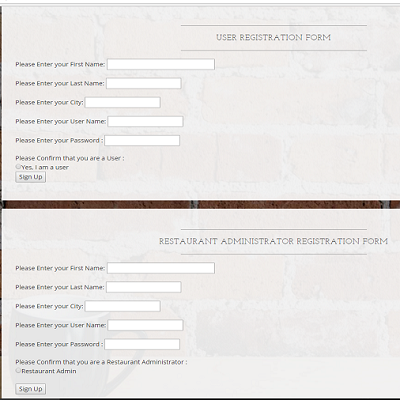 USER REGISTRATION FORM
Please Enter your First Name:
Please Enter your Last Name:
Please Enter your City:
Please Enter your User Name:
Please Enter your Password :
Please Confirm that you are a User :
Yes, I am a user
Sign Up
RESTAURANT ADMINISTRATOR REGISTRATION FORM
Please Enter your First Name:
Please Enter your Last Name:
Please Enter your City:
Please Enter your User Name:
Please Enter your Password :
Please Confirm that you are a Restaurant Administrator :
Restaurant Admin
Sign Up